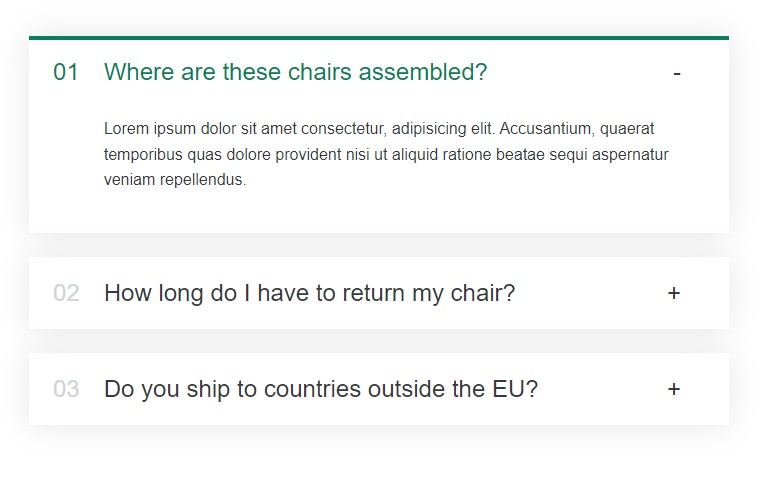 01 Where are these chairs assembled? -
Lorem ipsum dolor sit amet consectetur, adipisicing elit. Accusantium, quaerat
temporibus quas dolore provident nisi ut aliquid ratione beatae sequi aspernatur
veniam repellendus.
02 How long do I have to return my chair? +
03 Do you ship to countries outside the EU? +